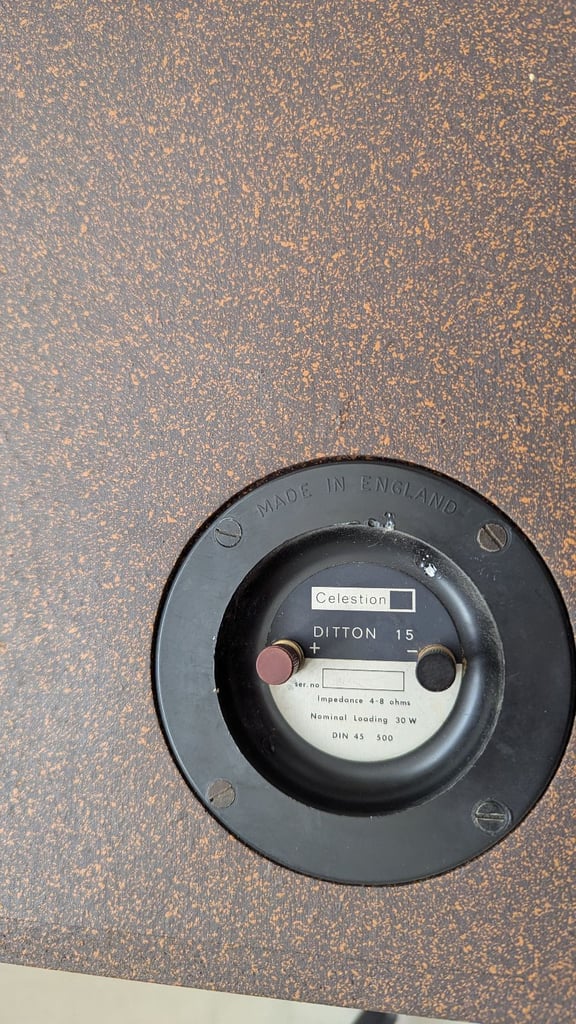 MADE IN ENGLAND
Celestion
DITTON 15
+ −
ser. no
Impedance 4-8 ohms
Nominal Loading 30 W
DIN 45 500